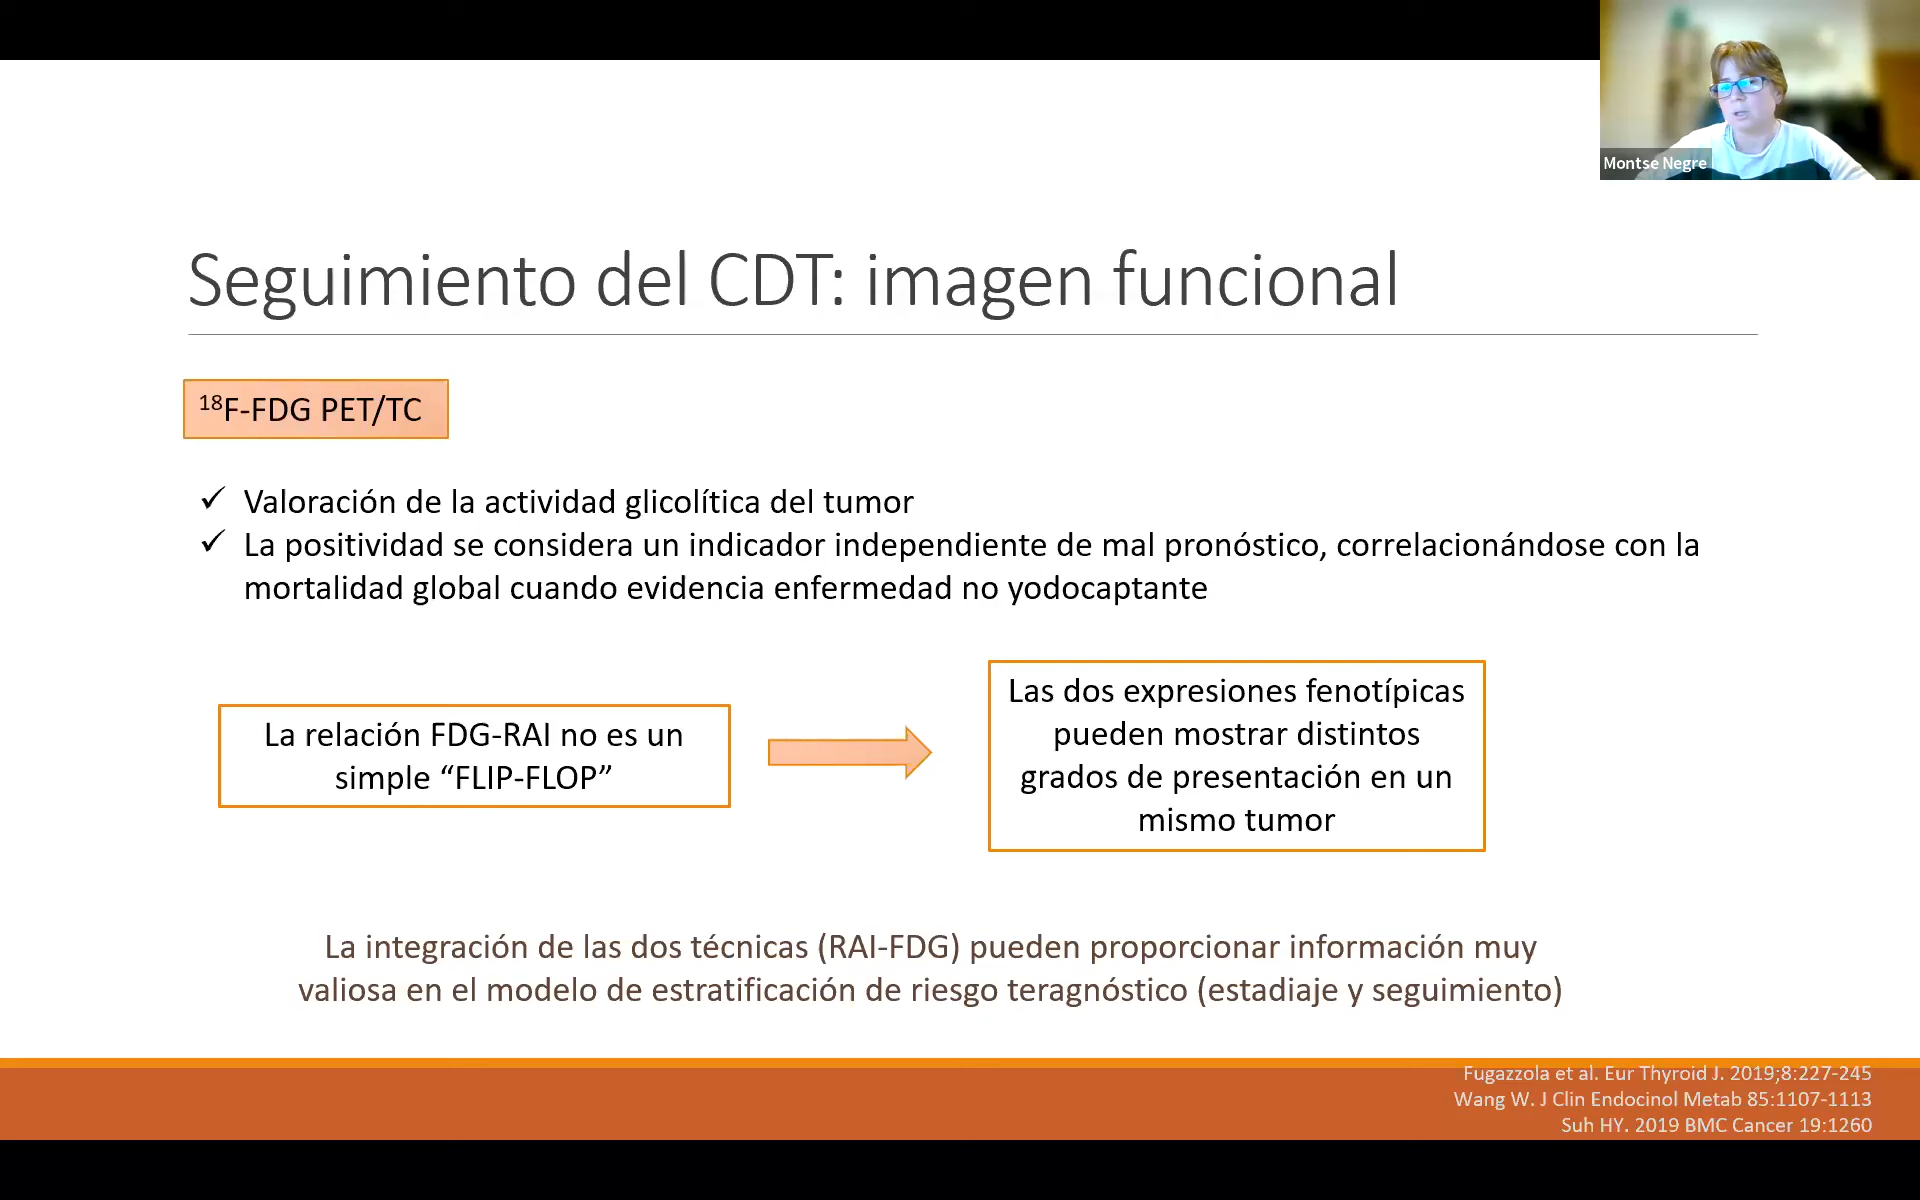 Montse Negre
Seguimiento del CDT: imagen funcional
¹⁸F-FDG PET/TC
✓ Valoración de la actividad glicolítica del tumor
✓ La positividad se considera un indicador independiente de mal pronóstico, correlacionándose con la
mortalidad global cuando evidencia enfermedad no yodocaptante
La relación FDG-RAI no es un
simple “FLIP-FLOP”
Las dos expresiones fenotípicas
pueden mostrar distintos
grados de presentación en un
mismo tumor
La integración de las dos técnicas (RAI-FDG) pueden proporcionar información muy
valiosa en el modelo de estratificación de riesgo teragnóstico (estadiaje y seguimiento)
Fugazzola et al. Eur Thyroid J. 2019;8:227-245
Wang W. J Clin Endocinol Metab 85:1107-1113
Suh HY. 2019 BMC Cancer 19:1260